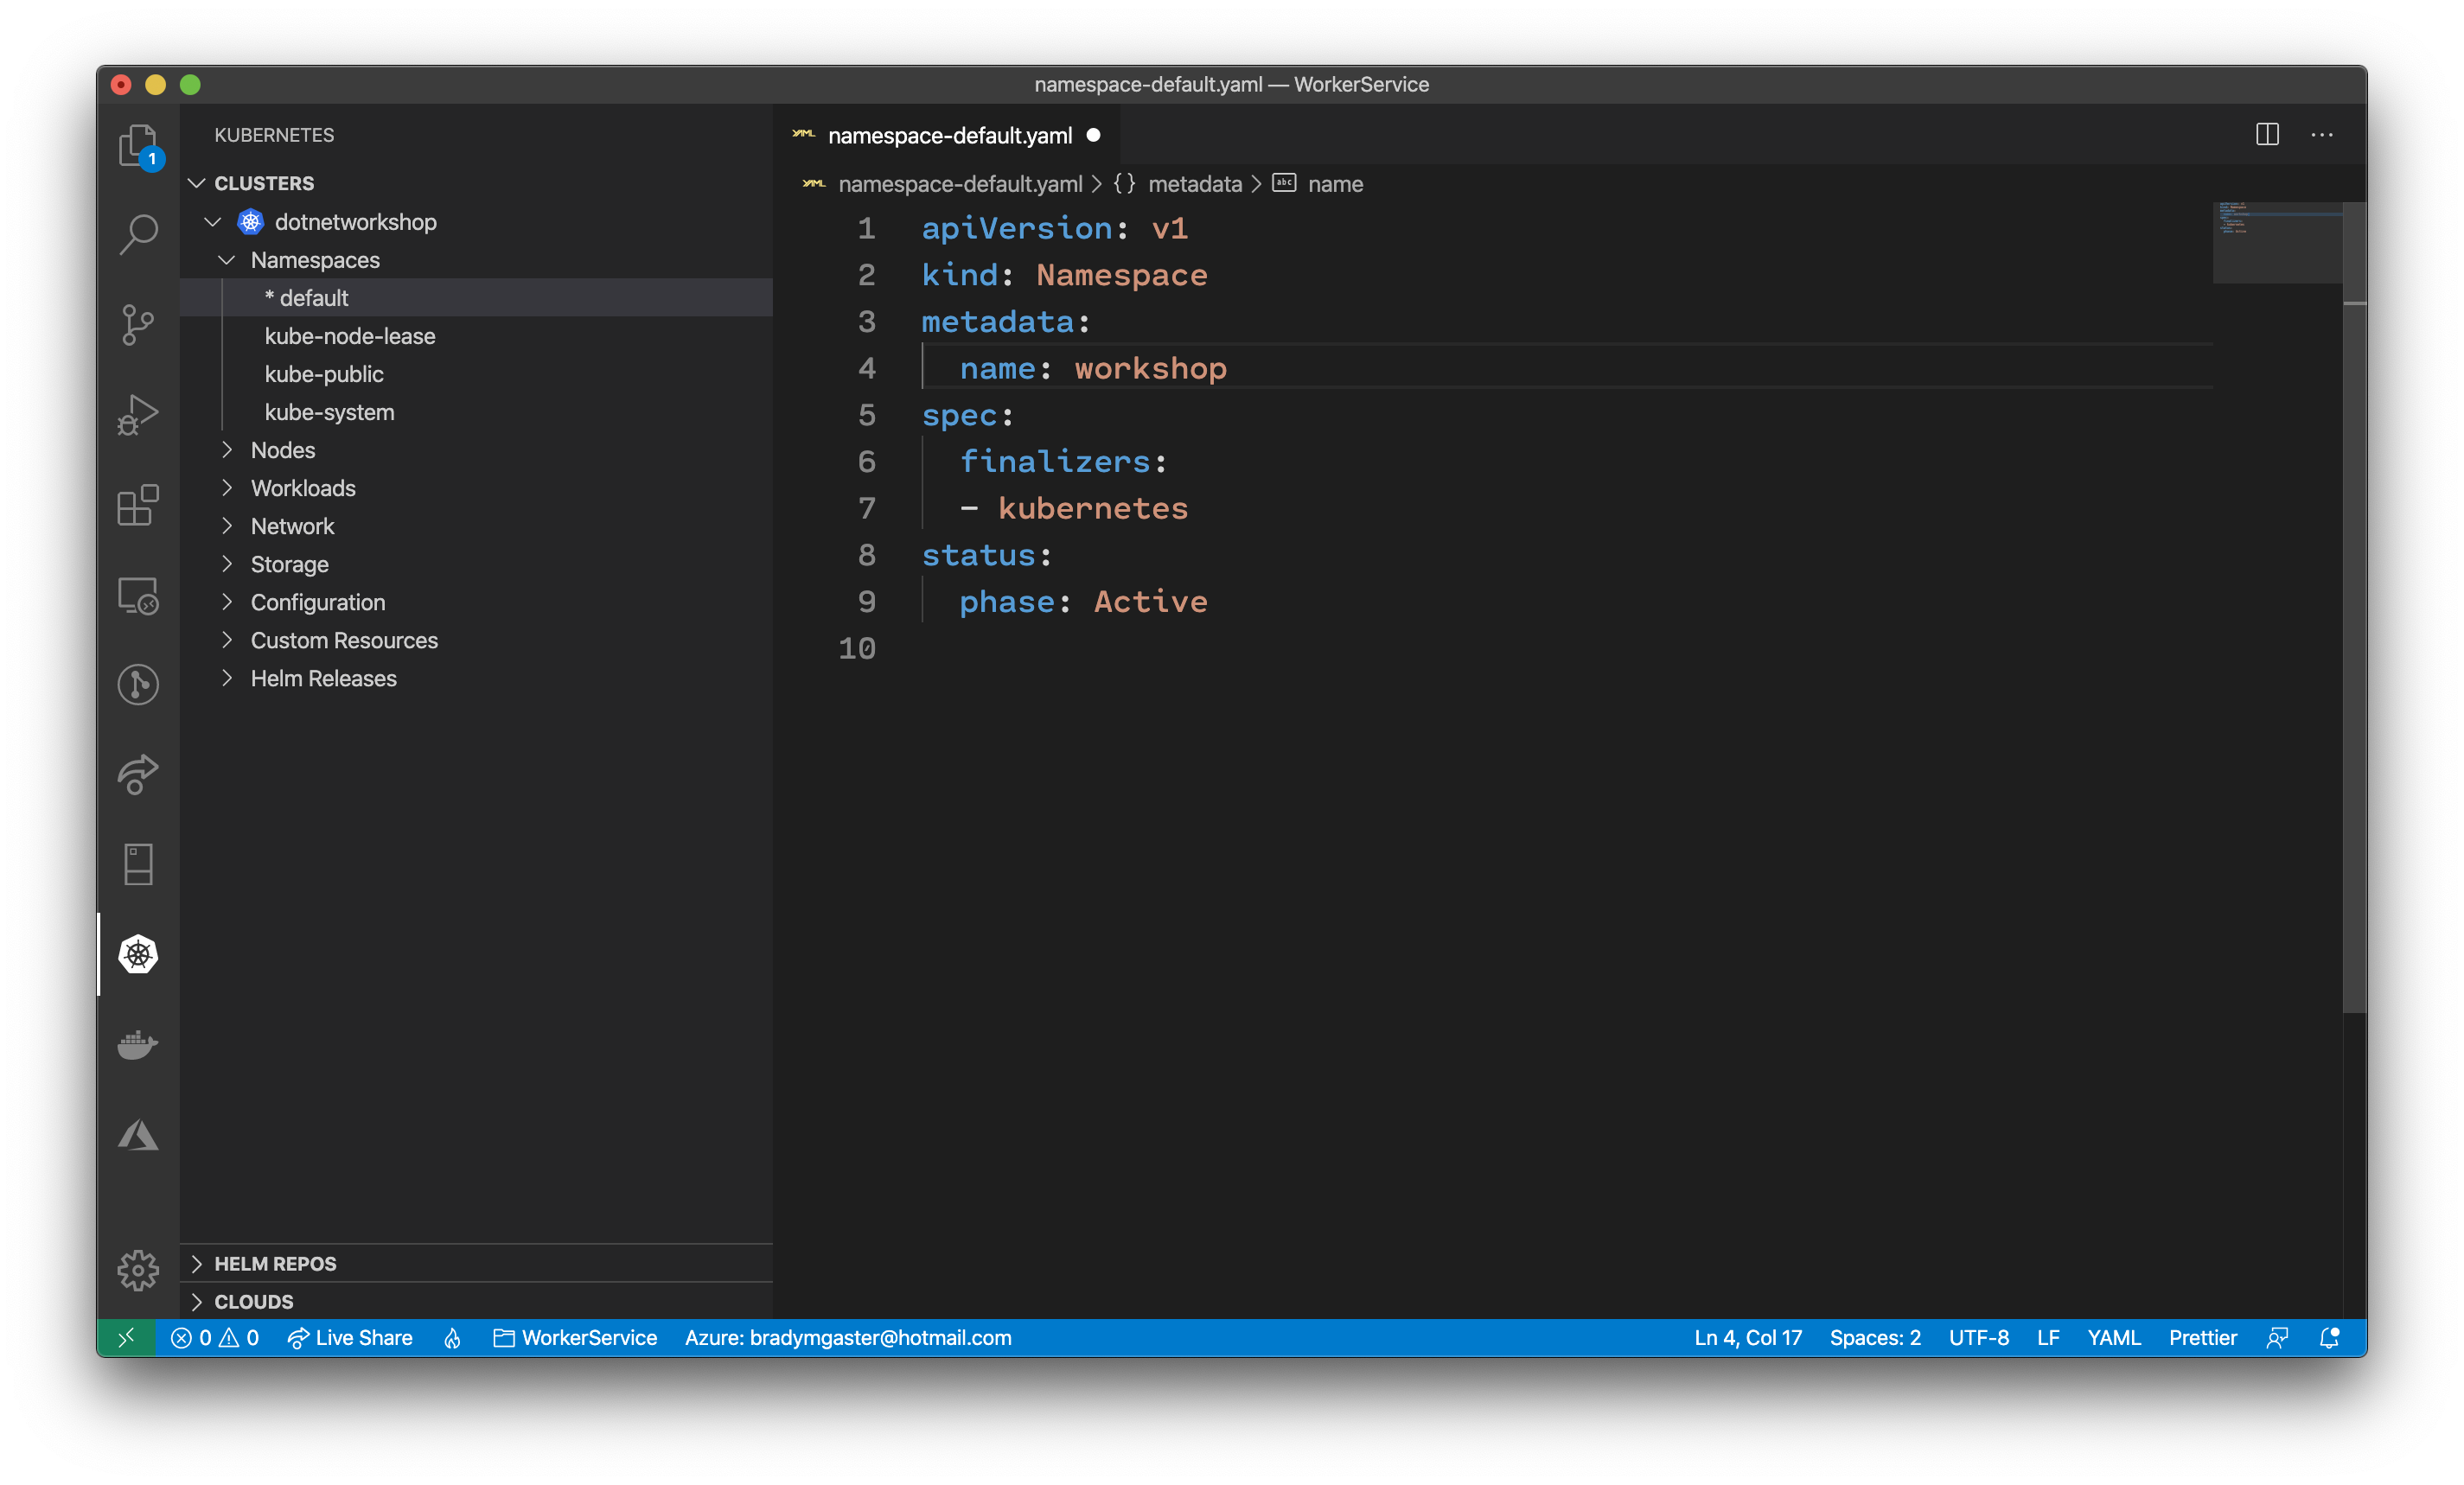 namespace-default.yaml — WorkerService
1
KUBERNETES
CLUSTERS
dotnetworkshop
Namespaces
* default
kube-node-lease
kube-public
kube-system
Nodes
Workloads
Network
Storage
Configuration
Custom Resources
Helm Releases
HELM REPOS
CLOUDS
YAML namespace-default.yaml
YAML namespace-default.yaml > {} metadata > abc name
1 apiVersion: v1
2 kind: Namespace
3 metadata:
4   name: workshop
5 spec:
6   finalizers:
7   - kubernetes
8 status:
9   phase: Active
10
0 0 Live Share WorkerService Azure: bradymgaster@hotmail.com Ln 4, Col 17 Spaces: 2 UTF-8 LF YAML Prettier